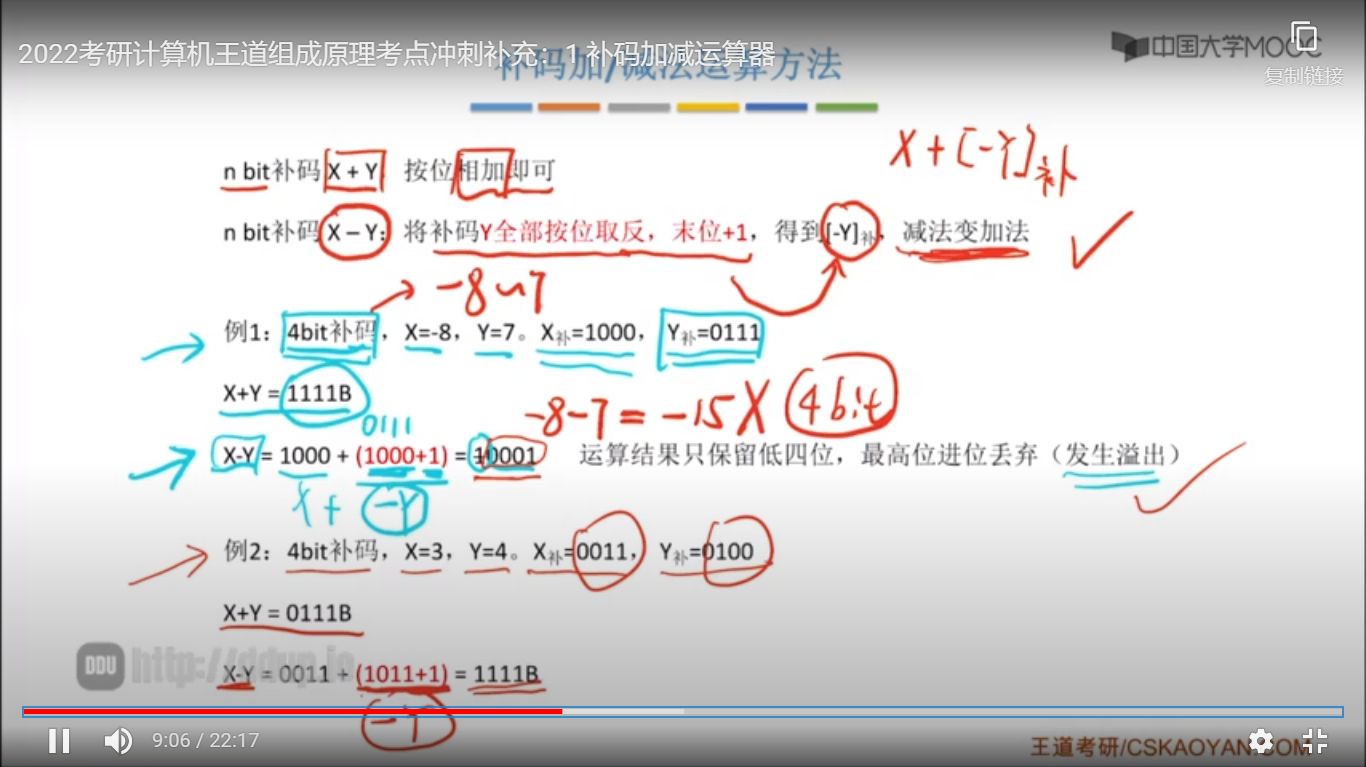 2022考研计算机王道组成原理考点冲刺补充：1 补码加减运算器
中国大学MOOC
补码加/减法运算方法
复制链接
X+[-Y]补
n bit补码 X + Y：按位相加即可
n bit补码 X – Y：将补码Y全部按位取反，末位+1，得到[-Y]补，减法变加法
-8~7
例1：4bit补码，X=-8，Y=7。X补=1000，Y补=0111
X+Y = 1111B
-8-7=-15 X 4bit
0111
X-Y = 1000 + (1000+1) = 10001 运算结果只保留低四位，最高位进位丢弃（发生溢出）
X + -Y
例2：4bit补码，X=3，Y=4。X补=0011，Y补=0100
X+Y = 0111B
DDU http://ddup.io
X-Y = 0011 + (1011+1) = 1111B
-Y
9:06 / 22:17
王道考研/CSKAOYAN.COM